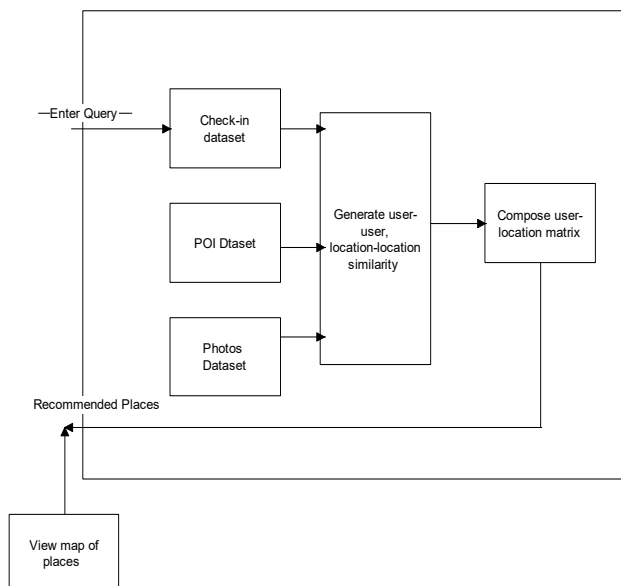 Enter Query
Check-in
dataset
POI Dtaset
Photos
Dataset
Generate user-
user,
location-location
similarity
Compose user-
location matrix
Recommended Places
View map of
places